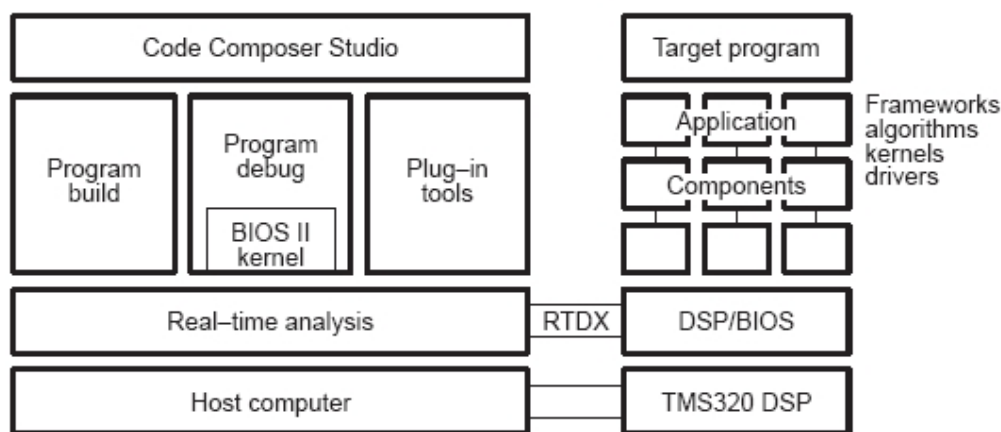 Code Composer Studio
Target program
Program
build
Program
debug
BIOS II
kernel
Plug–in
tools
Application
Components
Frameworks
algorithms
kernels
drivers
Real–time analysis
RTDX
DSP/BIOS
Host computer
TMS320 DSP